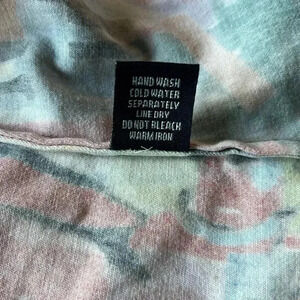 HAND WASH
COLD WATER
SEPARATELY
LINE DRY
DO NOT BLEACH
WARM IRON